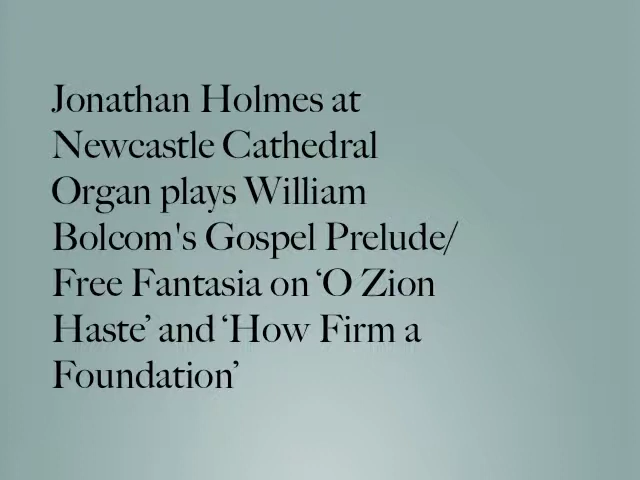 Jonathan Holmes at
Newcastle Cathedral
Organ plays William
Bolcom's Gospel Prelude/
Free Fantasia on ‘O Zion
Haste’ and ‘How Firm a
Foundation’